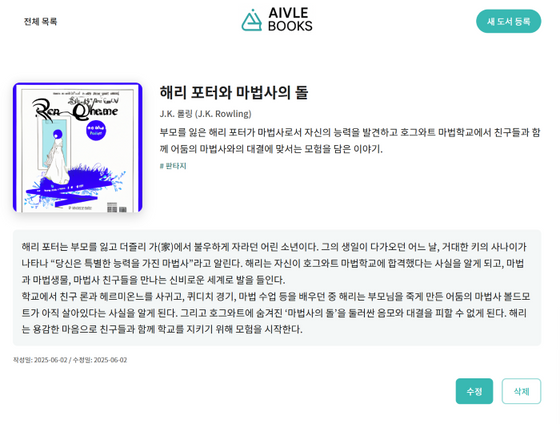 전체 목록
AIVLE
BOOKS
새 도서 등록
해리 포터와 마법사의 돌
J.K. 롤링 (J.K. Rowling)
부모를 잃은 해리 포터가 마법사로서 자신의 능력을 발견하고 호그와트 마법학교에서 친구들과 함
께 어둠의 마법사와의 대결에 맞서는 모험을 담은 이야기.
# 판타지
해리 포터는 부모를 잃고 더즐리 가(家)에서 불우하게 자라던 어린 소년이다. 그의 생일이 다가오던 어느 날, 거대한 키의 사나이가
나타나 “당신은 특별한 능력을 가진 마법사”라고 알린다. 해리는 자신이 호그와트 마법학교에 합격했다는 사실을 알게 되고, 마법
과 마법생물, 마법사 친구들을 만나는 신비로운 세계로 발을 들인다.
학교에서 친구 론과 헤르미온느를 사귀고, 퀴디치 경기, 마법 수업 등을 배우던 중 해리는 부모님을 죽게 만든 어둠의 마법사 볼드모
트가 아직 살아있다는 사실을 알게 된다. 그리고 호그와트에 숨겨진 ‘마법사의 돌’을 둘러싼 음모와 대결을 피할 수 없게 된다. 해리
는 용감한 마음으로 친구들과 함께 학교를 지키기 위해 모험을 시작한다.
작성일: 2025-06-02 / 수정일: 2025-06-02
수정
삭제